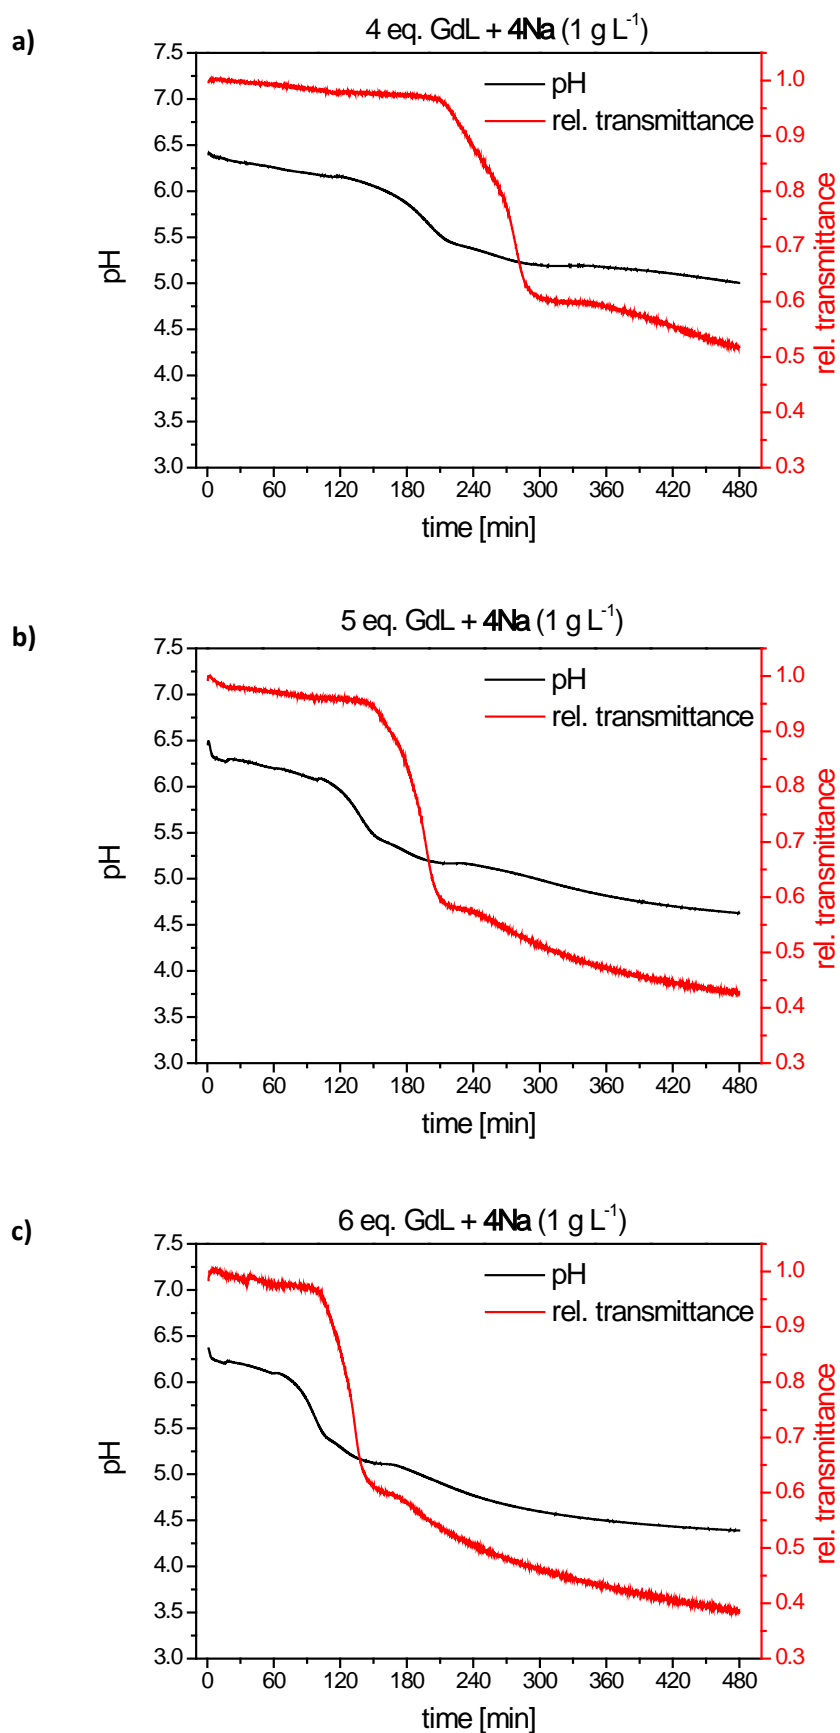 a)
4 eq. GdL + 4Na (1 g L⁻¹)
7.5
7.0
6.5
6.0
5.5
5.0
4.5
4.0
3.5
3.0
pH
pH
rel. transmittance
1.0
0.9
0.8
0.7
0.6
0.5
0.4
0.3
rel. transmittance
0 60 120 180 240 300 360 420 480
time [min]
b)
5 eq. GdL + 4Na (1 g L⁻¹)
7.5
7.0
6.5
6.0
5.5
5.0
4.5
4.0
3.5
3.0
pH
pH
rel. transmittance
1.0
0.9
0.8
0.7
0.6
0.5
0.4
0.3
rel. transmittance
0 60 120 180 240 300 360 420 480
time [min]
c)
6 eq. GdL + 4Na (1 g L⁻¹)
7.5
7.0
6.5
6.0
5.5
5.0
4.5
4.0
3.5
3.0
pH
pH
rel. transmittance
1.0
0.9
0.8
0.7
0.6
0.5
0.4
0.3
rel. transmittance
0 60 120 180 240 300 360 420 480
time [min]